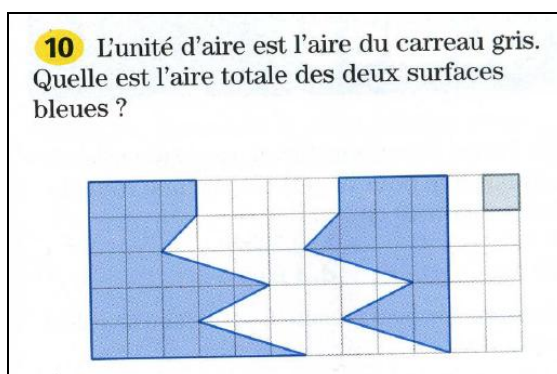 10 L'unité d'aire est l'aire du carreau gris.
Quelle est l'aire totale des deux surfaces
bleues ?